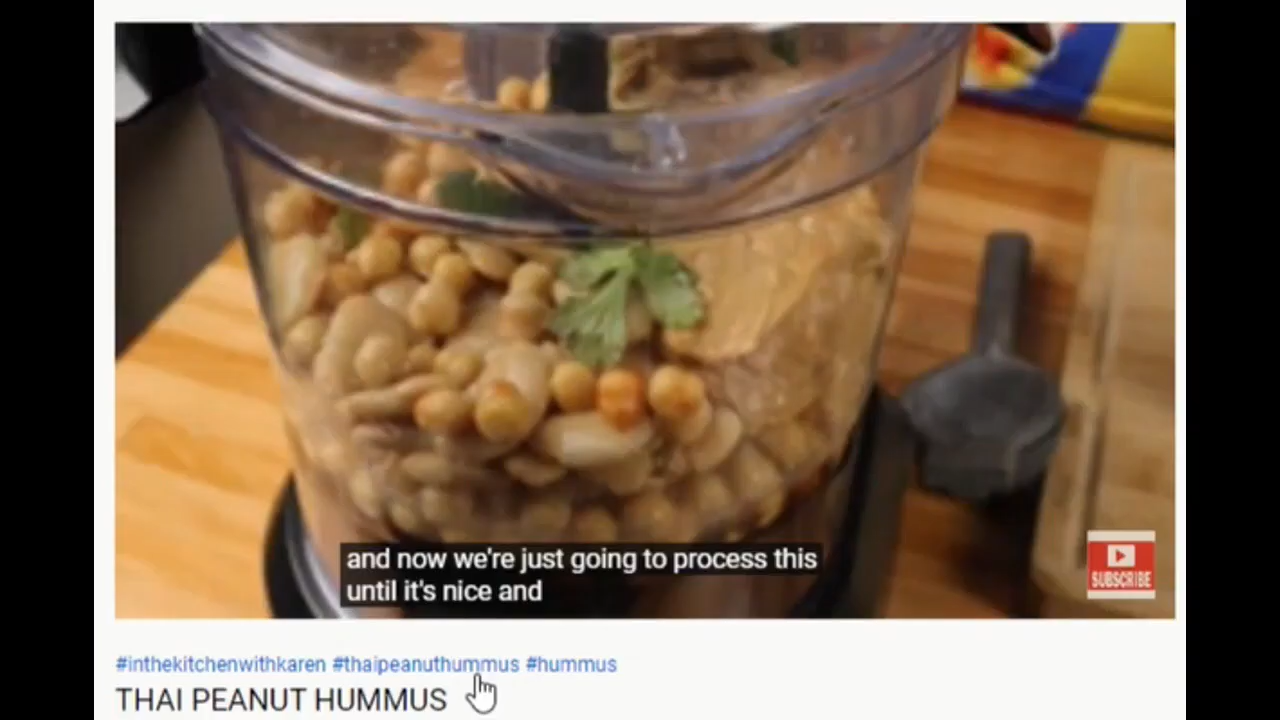 and now we're just going to process this
until it's nice and
SUBSCRIBE
#inthekitchenwithkaren #thaipeanuthummus #hummus
THAI PEANUT HUMMUS